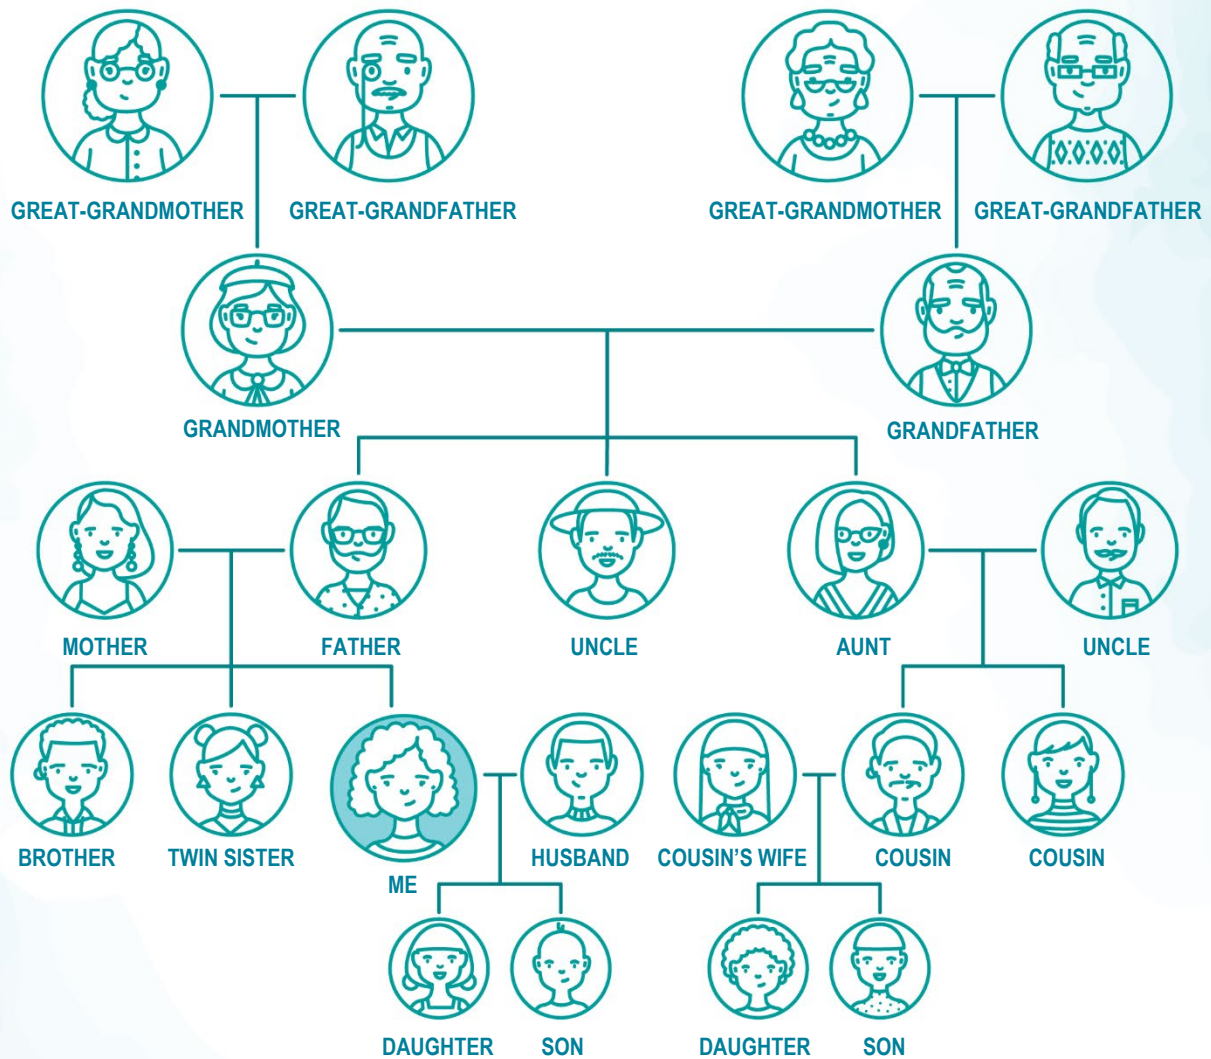 GREAT-GRANDMOTHER
GREAT-GRANDFATHER
GREAT-GRANDMOTHER
GREAT-GRANDFATHER
GRANDMOTHER
GRANDFATHER
MOTHER
FATHER
UNCLE
AUNT
UNCLE
BROTHER
TWIN SISTER
ME
HUSBAND
COUSIN'S WIFE
COUSIN
COUSIN
DAUGHTER
SON
DAUGHTER
SON